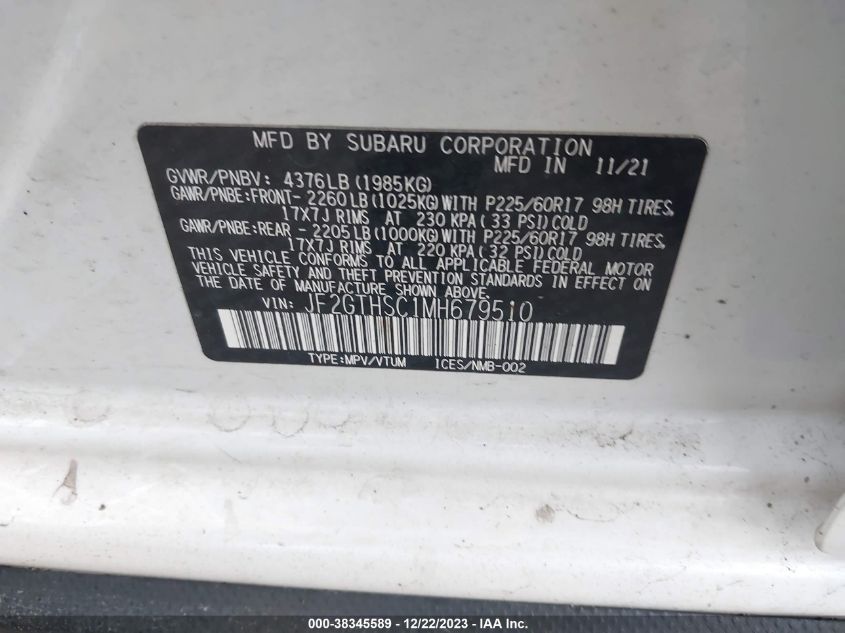 MFD BY SUBARU CORPORATION
MFD IN 11/21
GVWR/PNBV: 4376LB(1985KG)
GAWR/PNBE:FRONT-2260LB(1025KG)WITH P225/60R17 98H TIRES,
17X7J RIMS AT 230 KPA(33 PSI)COLD
GAWR/PNBE:REAR -2205LB(1000KG)WITH P225/60R17 98H TIRES,
17X7J RIMS AT 220 KPA(32 PSI)COLD
THIS VEHICLE CONFORMS TO ALL APPLICABLE FEDERAL MOTOR
VEHICLE SAFETY AND THEFT PREVENTION STANDARDS IN EFFECT ON
THE DATE OF MANUFACTURE SHOWN ABOVE.
VIN: JF2GTHSC1MH679510
TYPE:MPV/VTUM ICES/NMB-002
000-38345589 - 12/22/2023 - IAAI.com